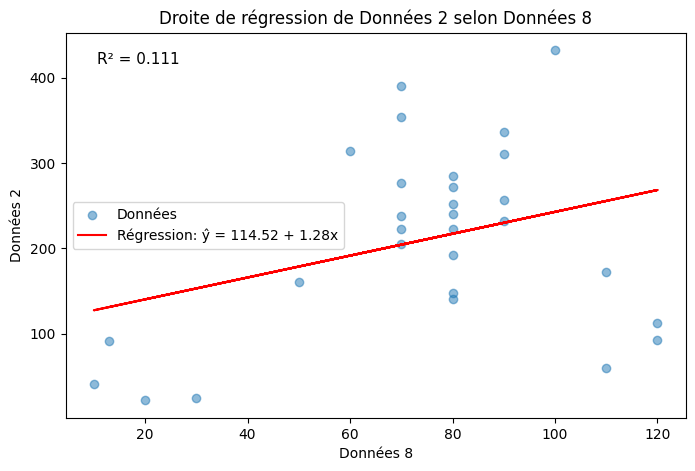 Droite de régression de Données 2 selon Données 8
R² = 0.111
400
300
200
100
Données 2
Données
Régression: ŷ = 114.52 + 1.28x
20 40 60 80 100 120
Données 8